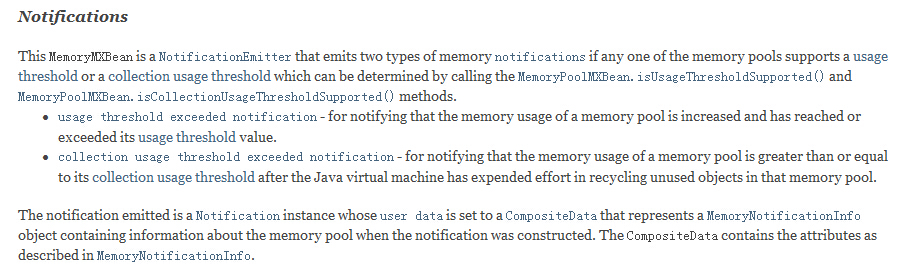 Notifications
This MemoryMXBean is a NotificationEmitter that emits two types of memory notifications if any one of the memory pools supports a usage
threshold or a collection usage threshold which can be determined by calling the MemoryPoolMXBean. isUsageThresholdSupported() and
MemoryPoolMXBean. isCollectionUsageThresholdSupported() methods.
• usage threshold exceeded notification - for notifying that the memory usage of a memory pool is increased and has reached or
exceeded its usage threshold value.
• collection usage threshold exceeded notification - for notifying that the memory usage of a memory pool is greater than or equal
to its collection usage threshold after the Java virtual machine has expended effort in recycling unused objects in that memory pool.
The notification emitted is a Notification instance whose user data is set to a CompositeData that represents a MemoryNotificationInfo
object containing information about the memory pool when the notification was constructed. The CompositeData contains the attributes as
described in MemoryNotificationInfo.